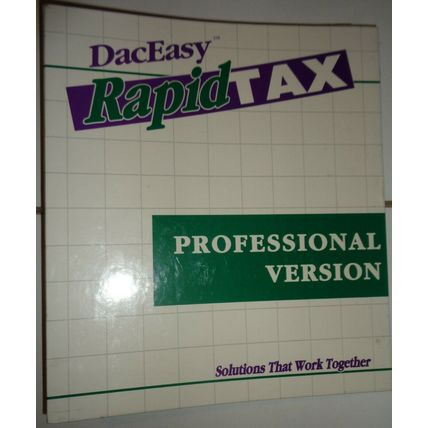 DacEasy™
RapidTAX
PROFESSIONAL
VERSION
Solutions That Work Together